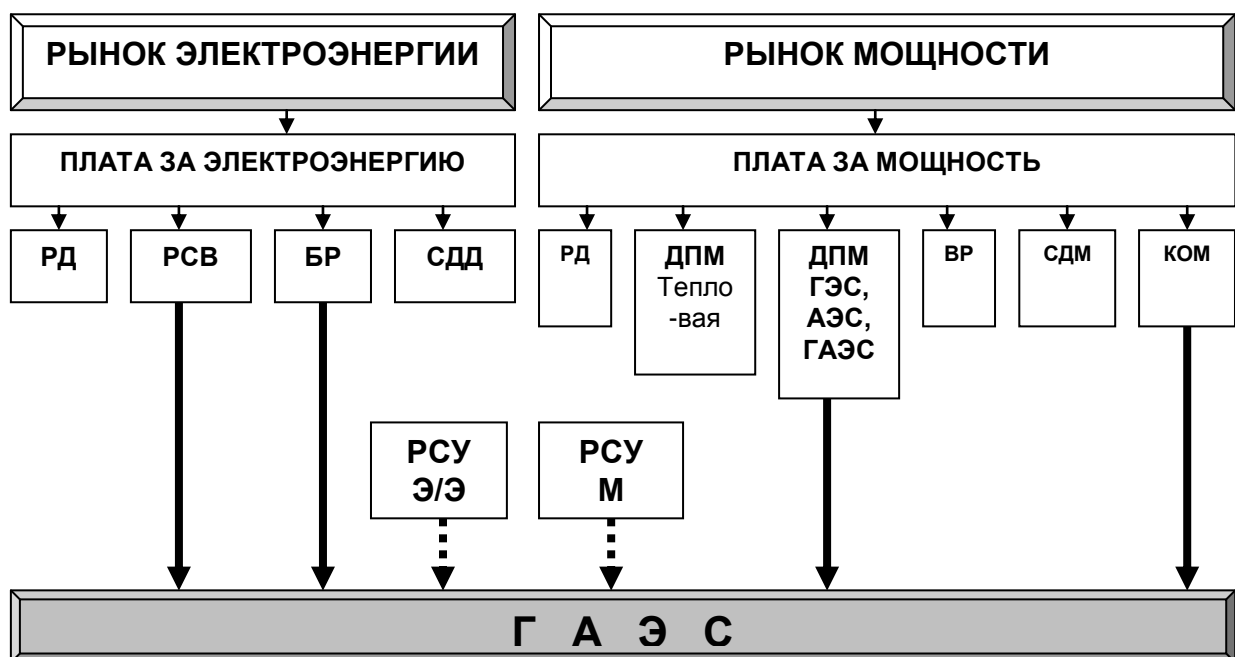 РЫНОК ЭЛЕКТРОЭНЕРГИИ
РЫНОК МОЩНОСТИ
ПЛАТА ЗА ЭЛЕКТРОЭНЕРГИЮ
ПЛАТА ЗА МОЩНОСТЬ
РД
РСВ
БР
СДД
РД
ДПМ
Тепло
-вая
ДПМ
ГЭС,
АЭС,
ГАЭС
ВР
СДМ
КОМ
РСУ
Э/Э
РСУ
М
Г А Э С